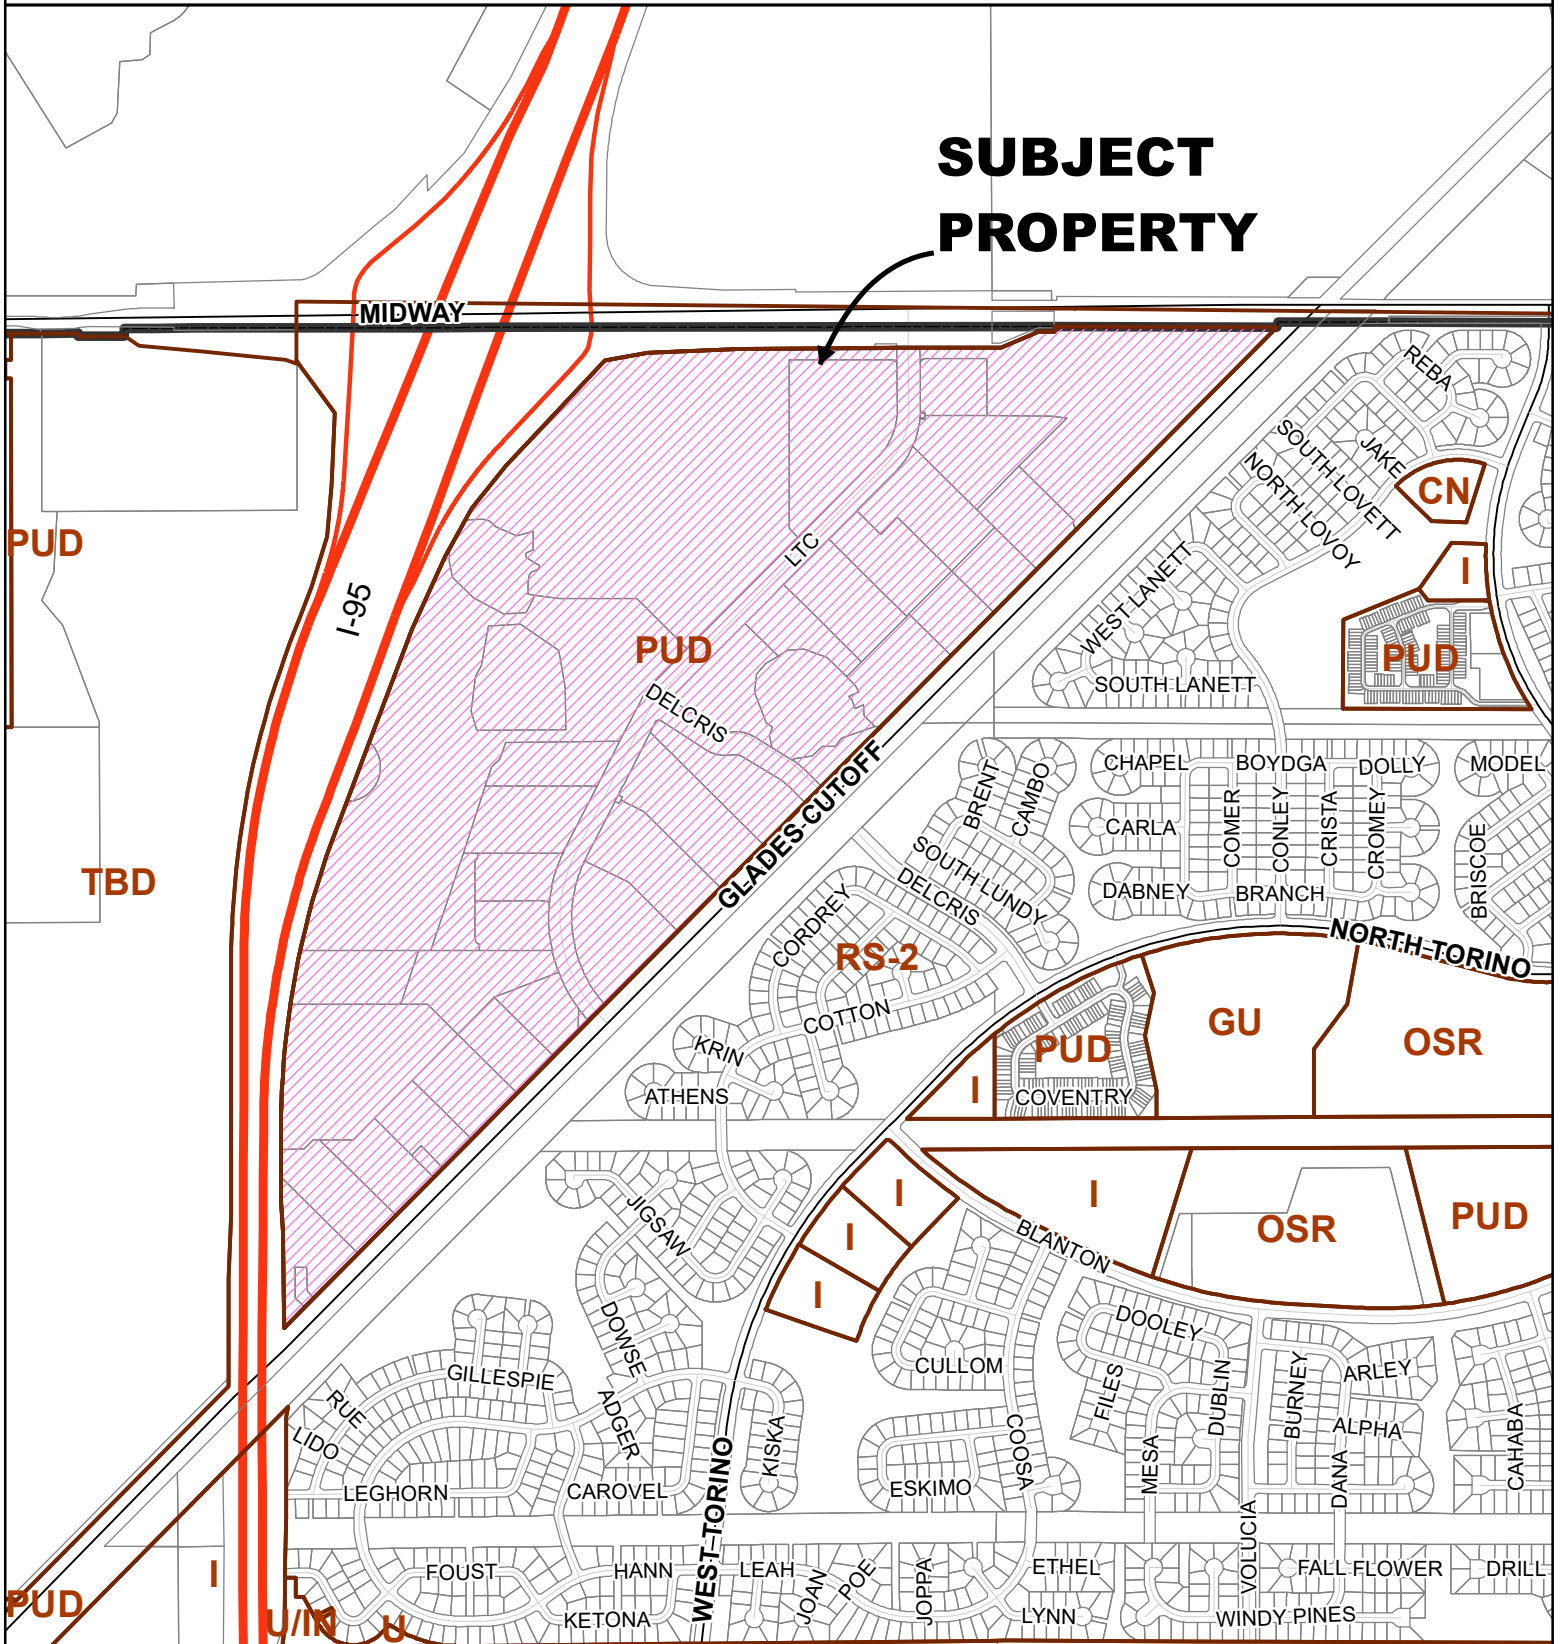 SUBJECT
PROPERTY
MIDWAY
REBA
SOUTH LOVETT
JAKE
NORTH LOVOY
CN
PUD
LTC
I
WEST LANETT
I-95
PUD
PUD
SOUTH LANETT
DELCRIS
GLADES CUTOFF
BRENT
CAMBO
CHAPEL
BOYDGA
DOLLY
MODEL
CARLA
COMER
CONLEY
CRISTA
CROMEY
BRISCOE
TBD
SOUTH LUNDY
DELCRIS
DABNEY
BRANCH
CORDREY
RS-2
NORTH TORINO
COTTON
GU
OSR
KRIN
PUD
ATHENS
I
COVENTRY
JIGSAW
I
I
I
I
BLANTON
OSR
PUD
DOWSE
DOOLEY
GILLESPIE
CULLOM
FILES
DUBLIN
BURNEY
ARLEY
RUE
LIDO
ADGER
KISKA
COOSA
MESA
ALPHA
CAHABA
LEGHORN
CAROVEL
WEST TORINO
ESKIMO
DANA
VOLUCIA
I
FOUST
HANN
LEAH
JOAN
POE
JOPPA
ETHEL
FALL FLOWER
DRILL
PUD
U/IN
U
KETONA
LYNN
WINDY PINES